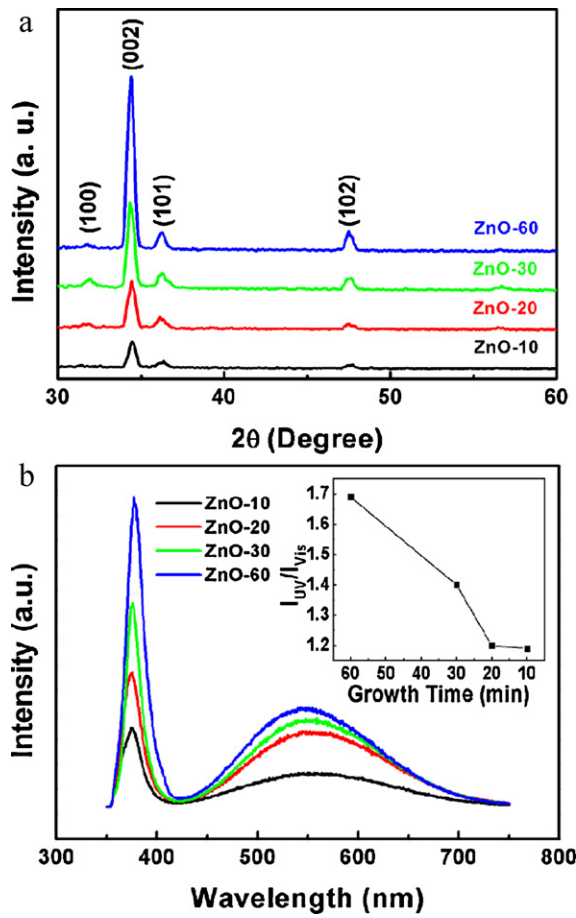 a
Intensity (a. u.)
(100)
(002)
(101)
(102)
ZnO-60
ZnO-30
ZnO-20
ZnO-10
30 40 50 60
2θ (Degree)
b
Intensity (a.u.)
ZnO-10
ZnO-20
ZnO-30
ZnO-60
I_UV/I_Vis
1.7
1.6
1.5
1.4
1.3
1.2
60 50 40 30 20 10
Growth Time (min)
300 400 500 600 700 800
Wavelength (nm)